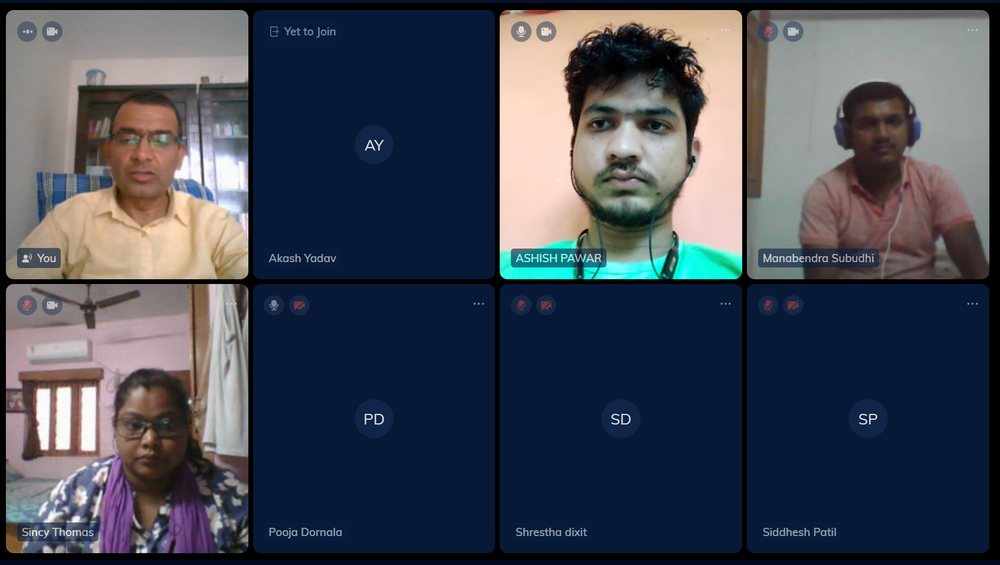 Yet to Join
AY
You
Akash Yadav
ASHISH PAWAR
Manabendra Subudhi
PD
SD
SP
Sincy Thomas
Pooja Dornala
Shrestha dixit
Siddhesh Patil